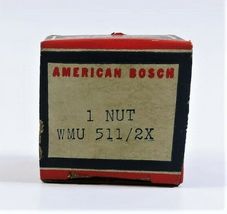 AMERICAN BOSCH
1 NUT
WMU 511/2X